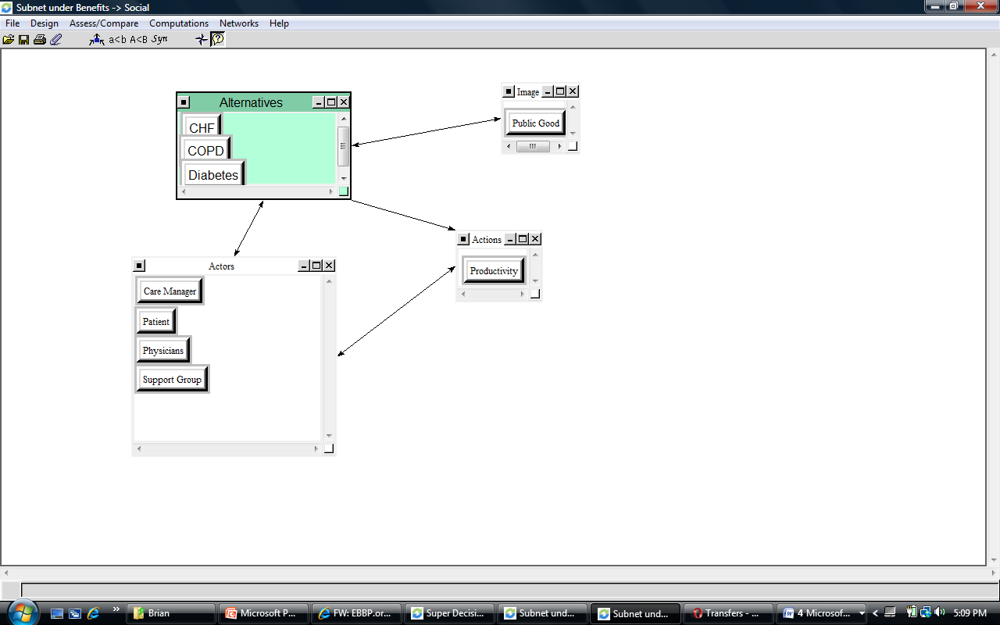 Subnet under Benefits -> Social
File Design Assess/Compare Computations Networks Help
a<b A<B Syn
Alternatives
CHF
COPD
Diabetes
Image
Public Good
Actions
Productivity
Actors
Care Manager
Patient
Physicians
Support Group
Brian Microsoft P... FW: EBBP.or... Super Decisi... Subnet und... Subnet und... Transfers - ... 4 Microsof... 5:09 PM